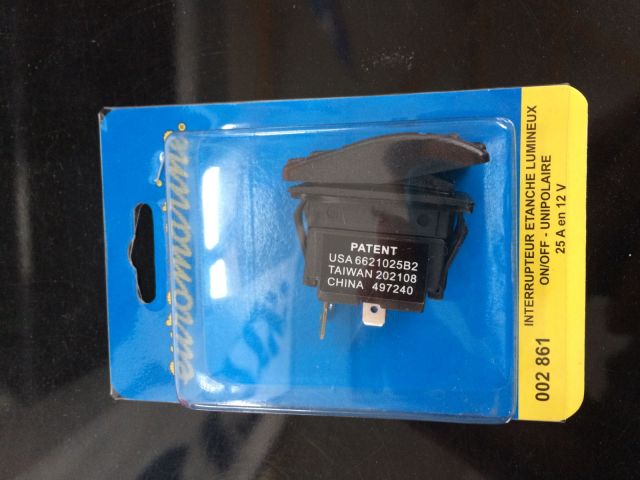 euromarine
PATENT
USA 6621025B2
TAIWAN 202108
CHINA 497240
INTERRUPTEUR ETANCHE LUMINEUX
ON/OFF - UNIPOLAIRE
25 A en 12 V
002 861